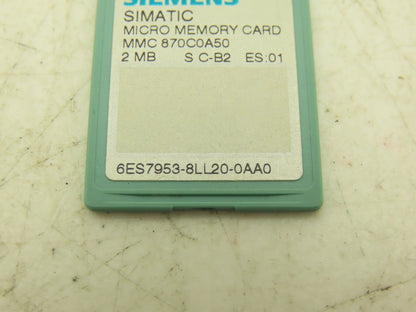 SIEMENS
SIMATIC
MICRO MEMORY CARD
MMC 870C0A50
2 MB S C-B2 ES:01
6ES7953-8LL20-0AA0